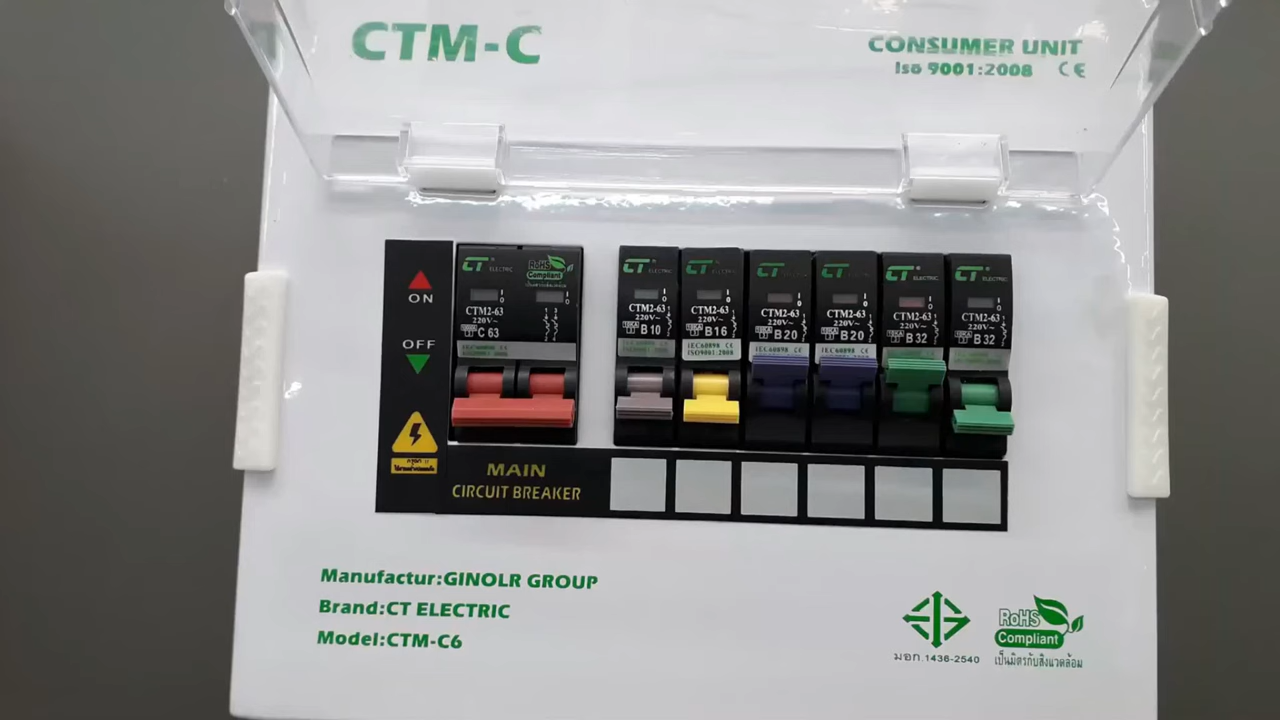 CTM-C
CONSUMER UNIT
Iso 9001:2008 CE
ON
OFF
CT ELECTRIC
RoHS
Compliant
CTM2-63
220V~
C 63
CT ELECTRIC
CTM2-63
220V~
B 10
CT ELECTRIC
CTM2-63
220V~
B 16
IEC60898 CE
ISO9001:2008
CT
CTM2-63
220V~
B 20
IEC60898 CE
CT
CTM2-63
220V~
B 20
IEC60898 CE
CT ELECTRIC
CTM2-63
220V~
B 32
CT ELECTRIC
CTM2-63
220V~
B 32
MAIN
CIRCUIT BREAKER
Manufactur:GINOLR GROUP
Brand:CT ELECTRIC
Model:CTM-C6
มอก.1436-2540
RoHS
Compliant
เป็นมิตรกับสิ่งแวดล้อม